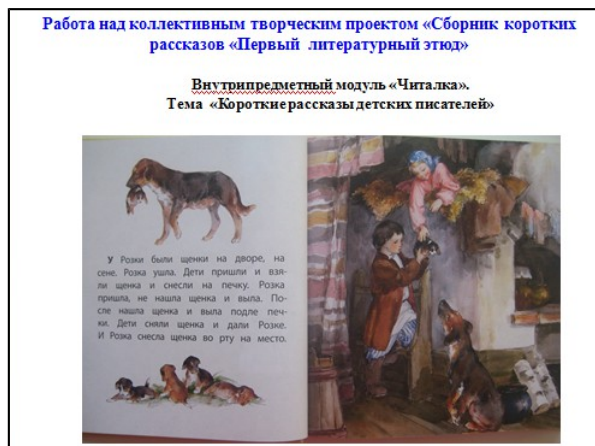 Работа над коллективным творческим проектом «Сборник коротких
рассказов «Первый литературный этюд»
Внутрипредметный модуль «Читалка».
Тема «Короткие рассказы детских писателей»
У Розки были щенки на дворе, на
сене. Розка ушла. Дети пришли и взя-
ли щенка и снесли на печку. Розка
пришла, не нашла щенка и выла. По-
сле нашла щенка и выла подле печ-
ки. Дети сняли щенка и дали Розке.
И Розка снесла щенка во рту на место.